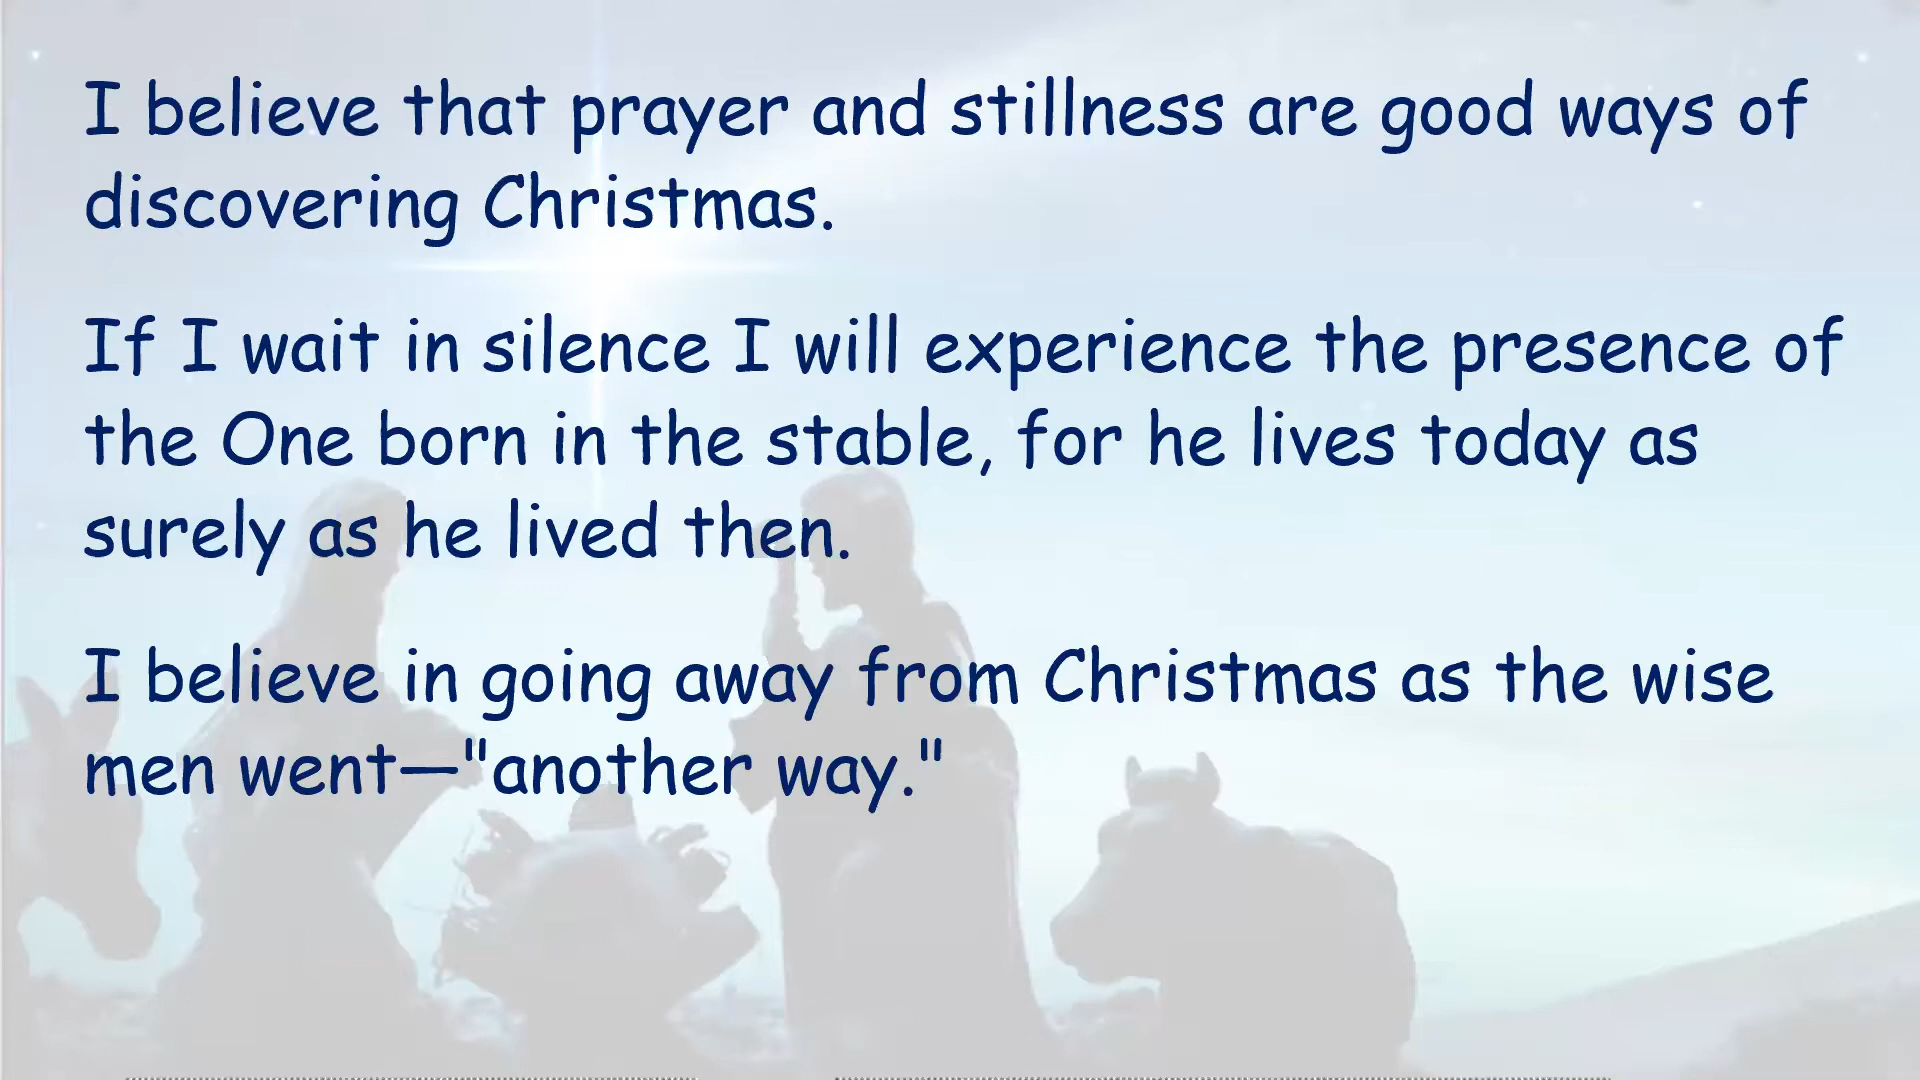 I believe that prayer and stillness are good ways of
discovering Christmas.
If I wait in silence I will experience the presence of
the One born in the stable, for he lives today as
surely as he lived then.
I believe in going away from Christmas as the wise
men went—"another way."